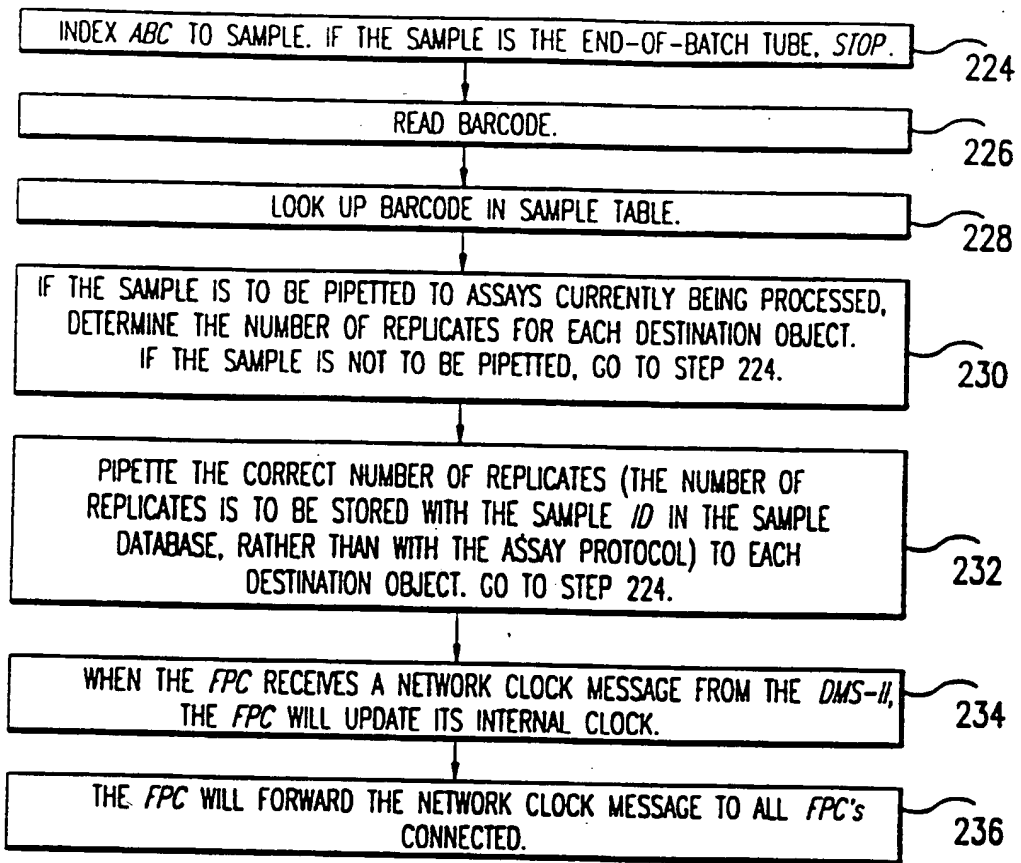 INDEX ABC TO SAMPLE. IF THE SAMPLE IS THE END-OF-BATCH TUBE, STOP.
224
READ BARCODE.
226
LOOK UP BARCODE IN SAMPLE TABLE.
228
IF THE SAMPLE IS TO BE PIPETTED TO ASSAYS CURRENTLY BEING PROCESSED,
DETERMINE THE NUMBER OF REPLICATES FOR EACH DESTINATION OBJECT.
IF THE SAMPLE IS NOT TO BE PIPETTED, GO TO STEP 224.
230
PIPETTE THE CORRECT NUMBER OF REPLICATES (THE NUMBER OF
REPLICATES IS TO BE STORED WITH THE SAMPLE ID IN THE SAMPLE
DATABASE, RATHER THAN WITH THE ASSAY PROTOCOL) TO EACH
DESTINATION OBJECT. GO TO STEP 224.
232
WHEN THE FPC RECEIVES A NETWORK CLOCK MESSAGE FROM THE DMS-II,
THE FPC WILL UPDATE ITS INTERNAL CLOCK.
234
THE FPC WILL FORWARD THE NETWORK CLOCK MESSAGE TO ALL FPC's
CONNECTED.
236